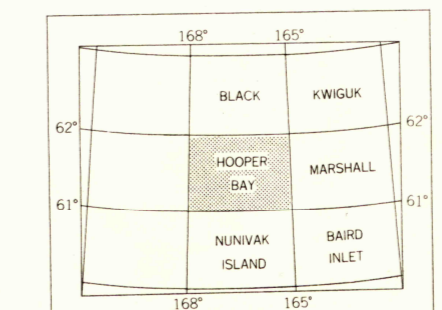 168° 165°
BLACK KWIGUK
62° 62°
HOOPER
BAY
MARSHALL
61° 61°
NUNIVAK
ISLAND
BAIRD
INLET
168° 165°